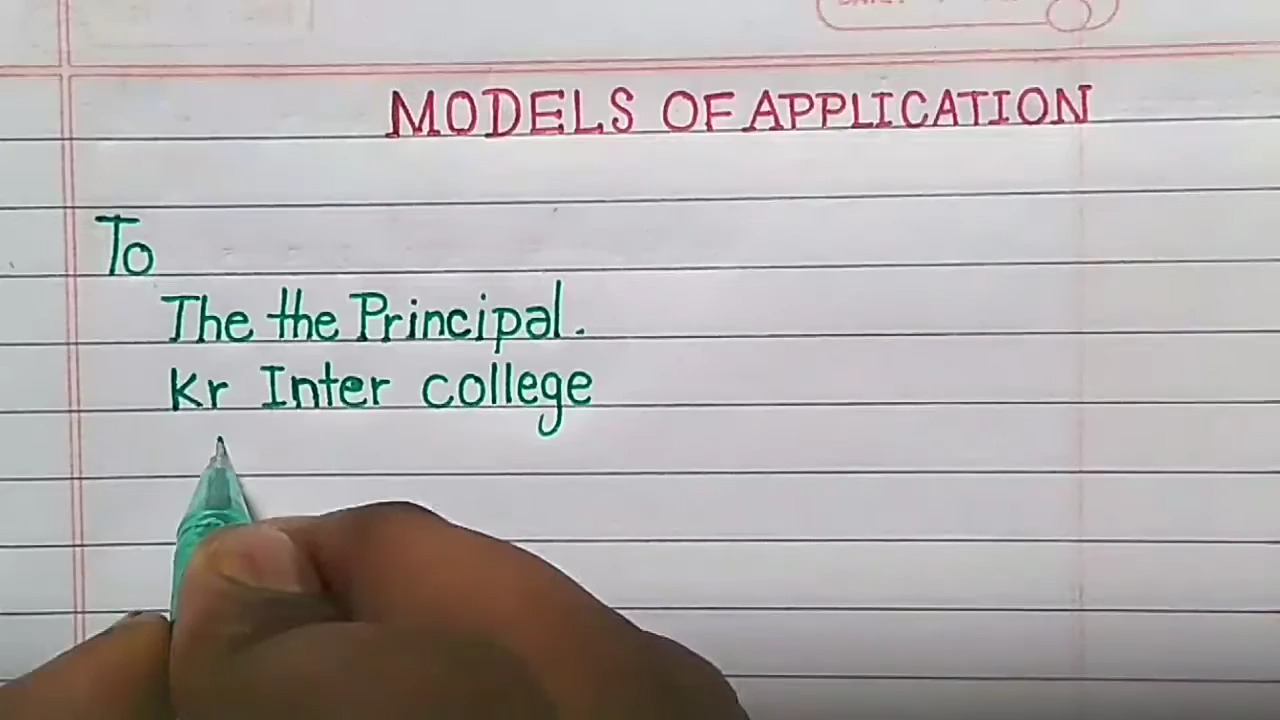 MODELS OF APPLICATION
To
The the Principal.
Kr Inter college